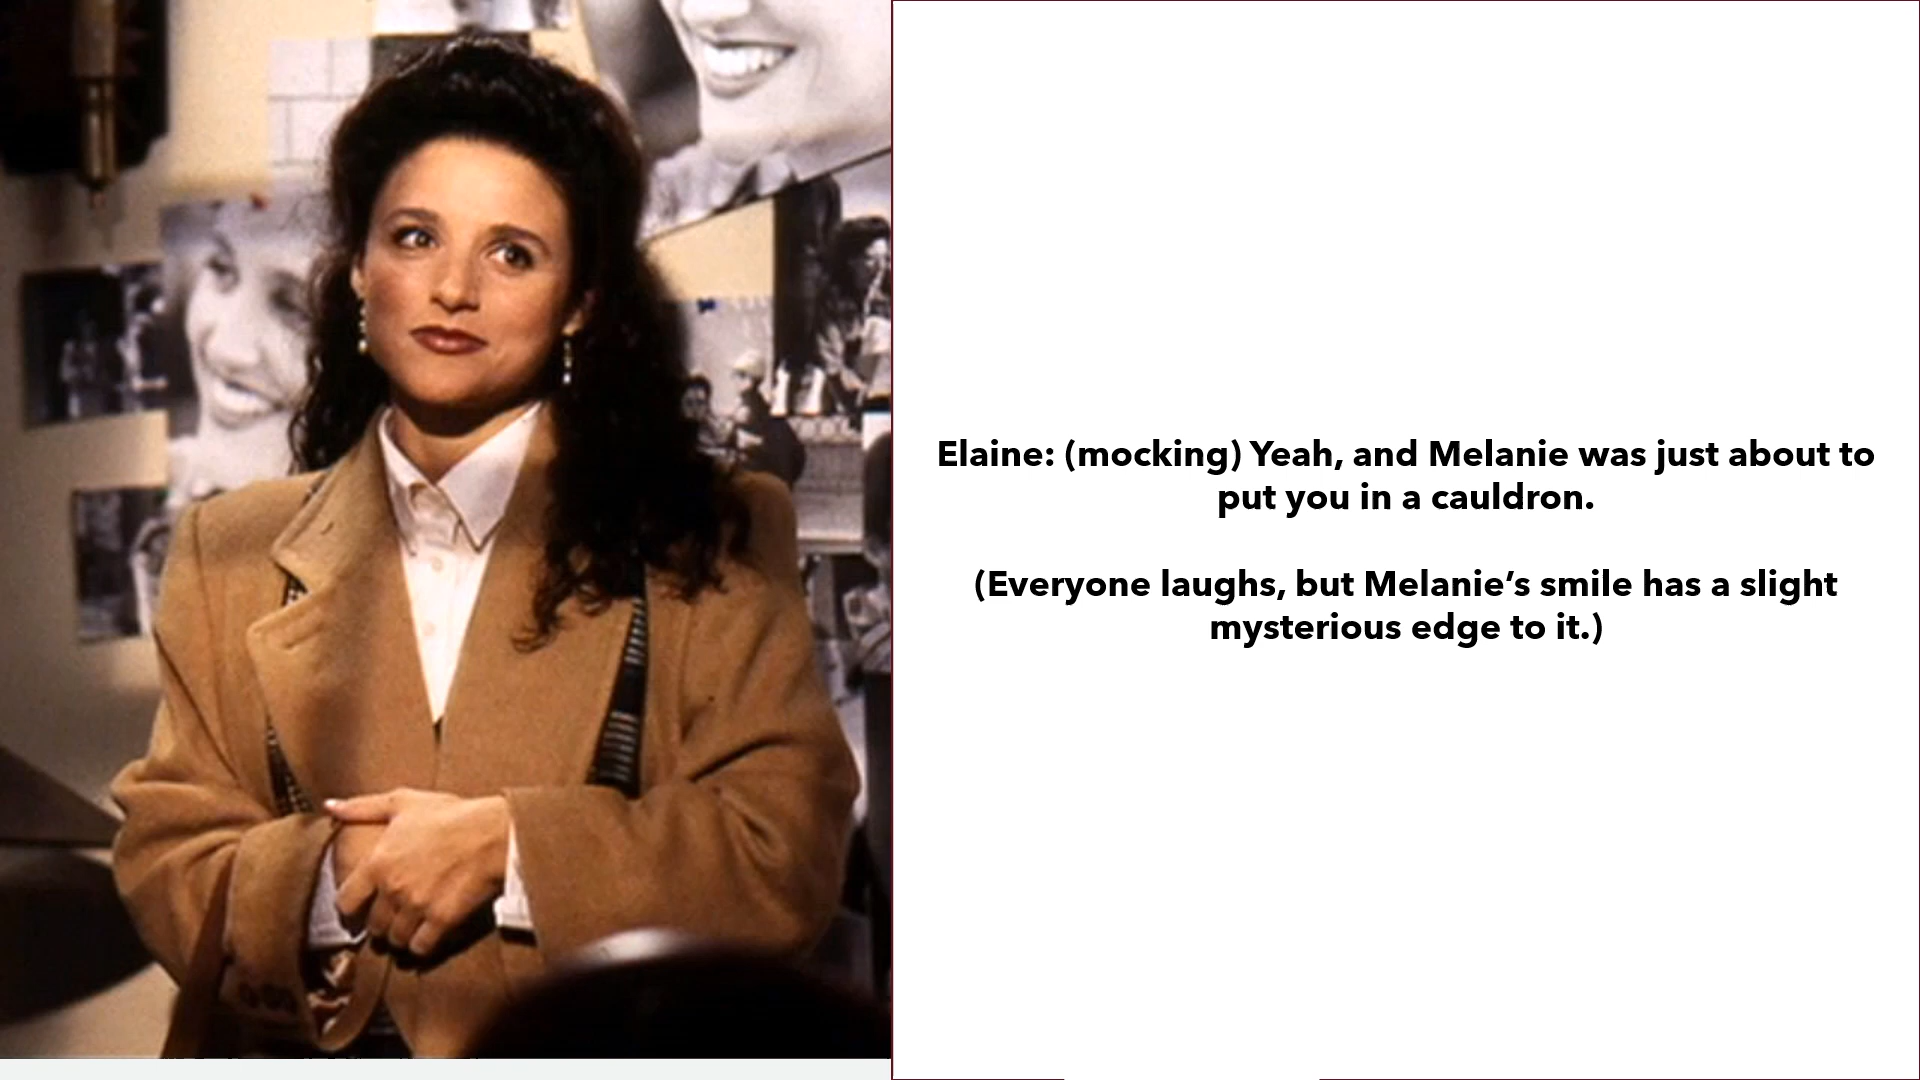 Elaine: (mocking) Yeah, and Melanie was just about to
put you in a cauldron.
(Everyone laughs, but Melanie’s smile has a slight
mysterious edge to it.)